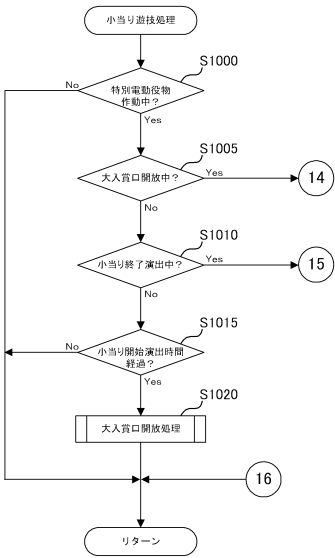 小当り遊技処理
S1000
特別電動役物
作動中？
No
Yes
S1005
大入賞口開放中？
Yes
14
No
S1010
小当り終了演出中？
Yes
15
No
S1015
小当り開始演出時間
経過？
No
Yes
S1020
大入賞口開放処理
16
リターン